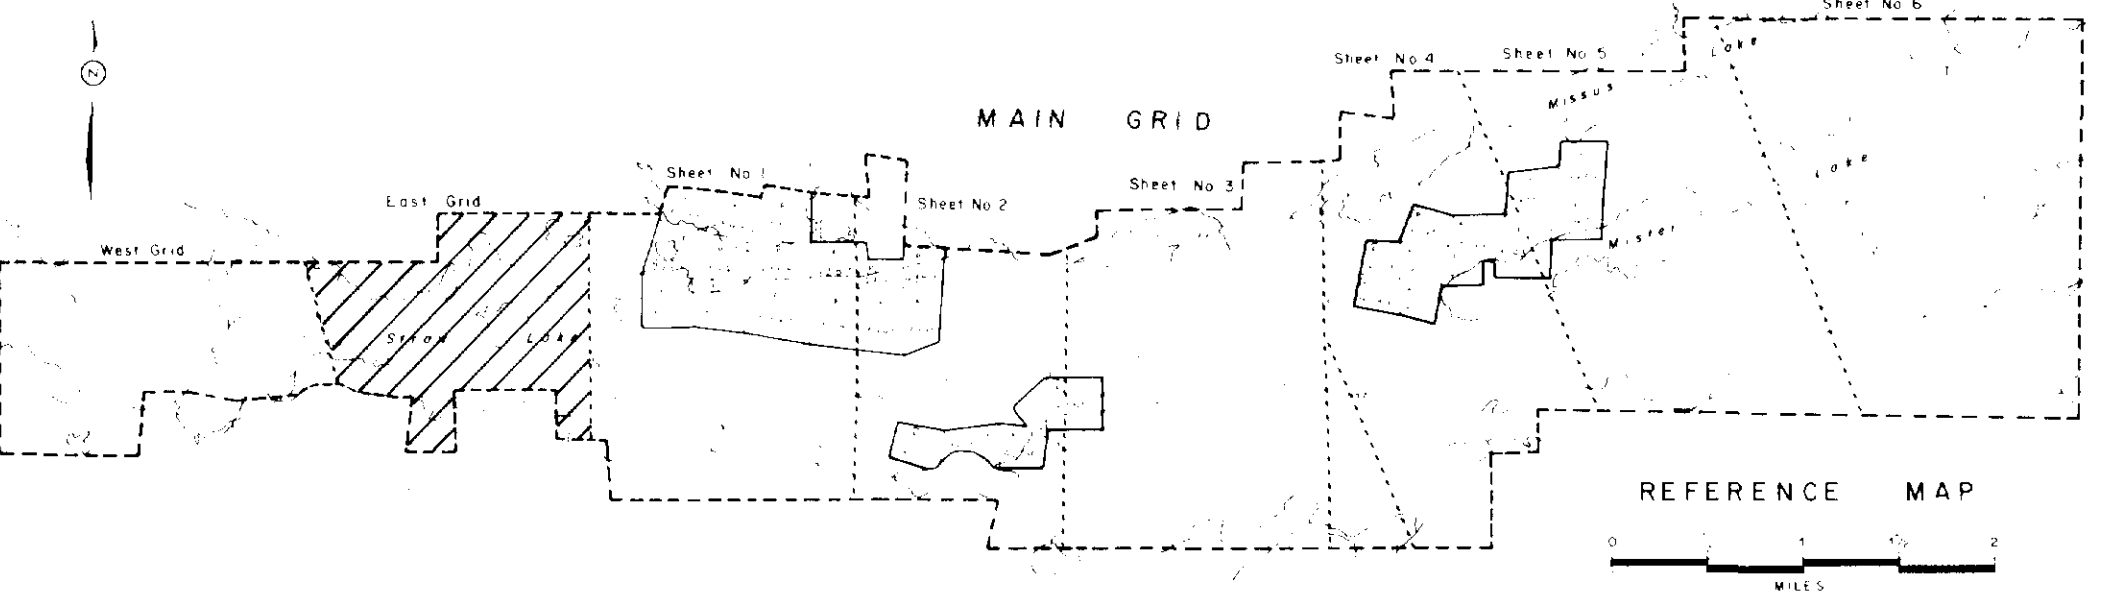 Sheet No 6
Lake
Sheet No 4
Sheet No 5
N
Missus
MAIN GRID
Lake
Sheet No 1
Sheet No 3
East Grid
Sheet No 2
Mister
West Grid
Straw Lake
REFERENCE MAP
0 1 2
MILES